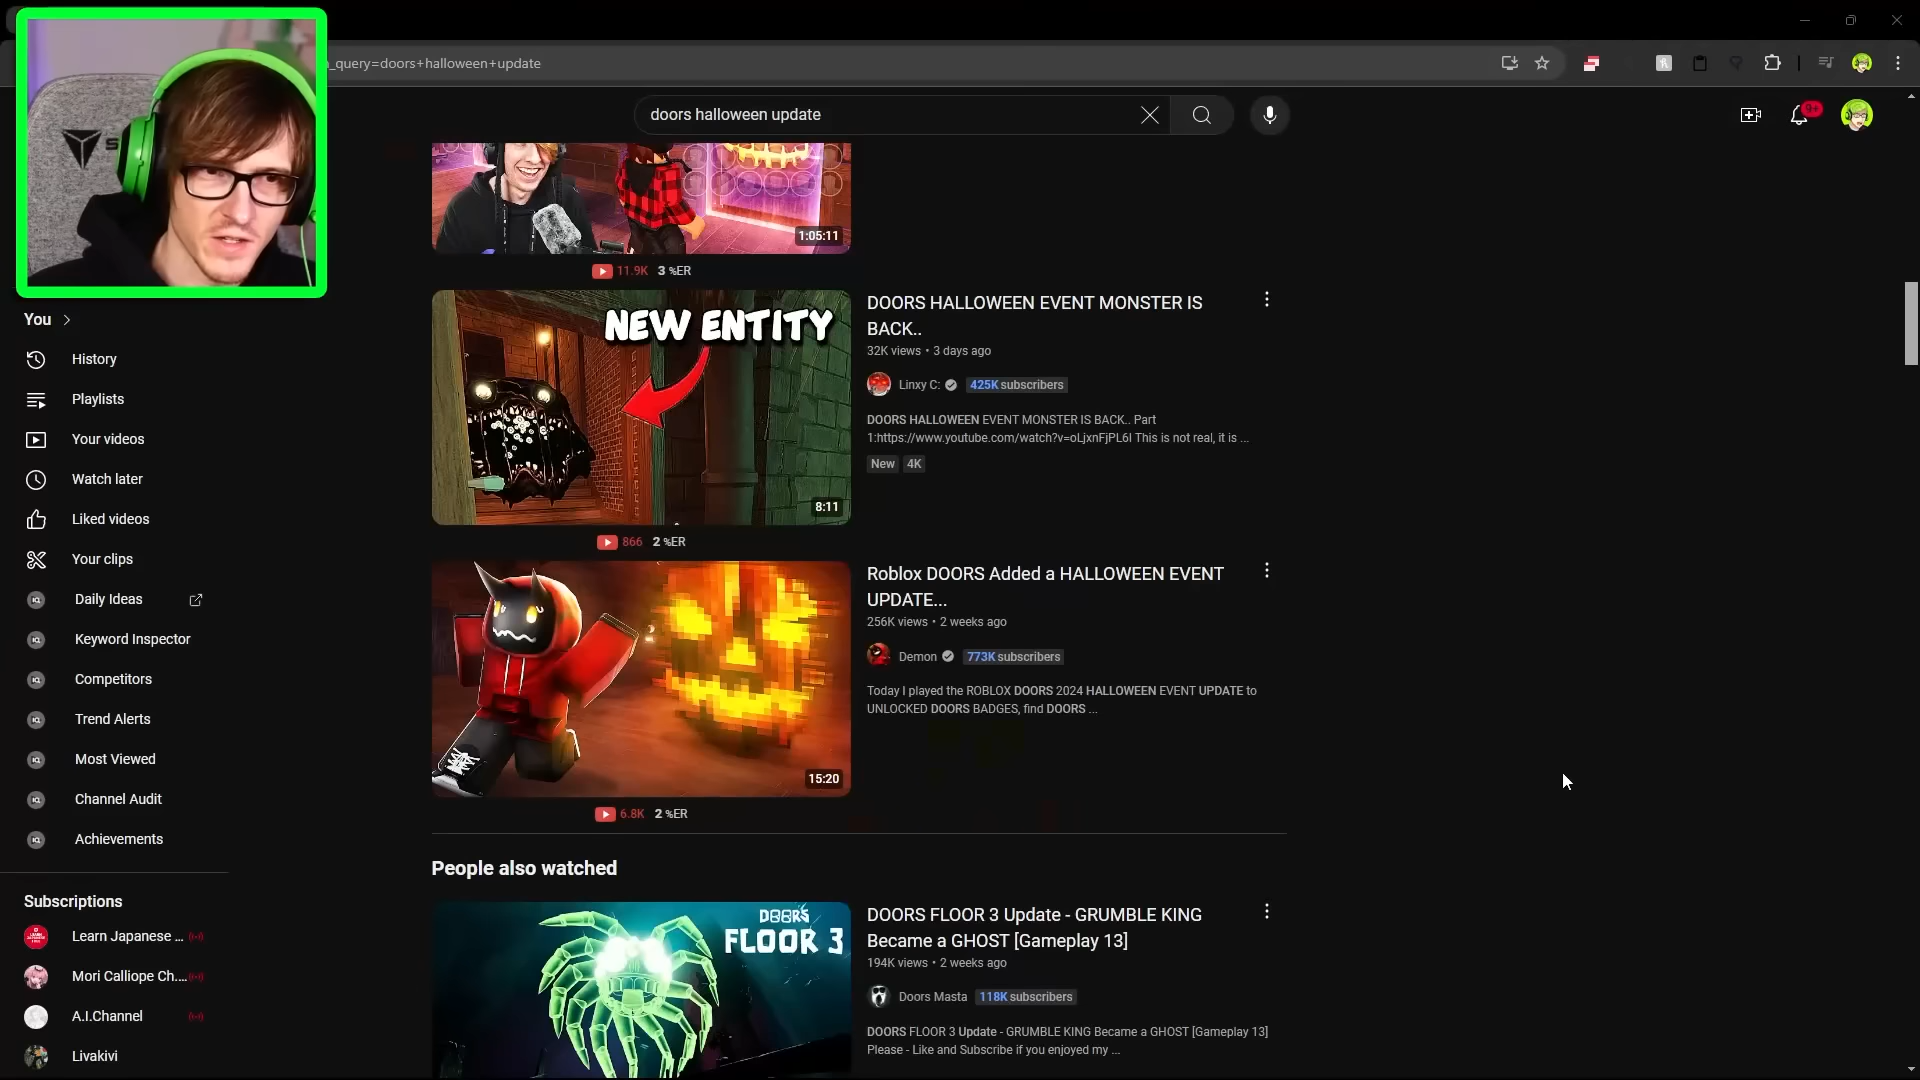 _query=doors+halloween+update
doors halloween update
9+
1:05:11
11.9K 3 %ER
NEW ENTITY
8:11
DOORS HALLOWEEN EVENT MONSTER IS
BACK..
32K views • 3 days ago
Linxy C: 425K subscribers
DOORS HALLOWEEN EVENT MONSTER IS BACK.. Part
1:https://www.youtube.com/watch?v=oLjxnFjPL6I This is not real, it is ...
New 4K
866 2 %ER
15:20
Roblox DOORS Added a HALLOWEEN EVENT
UPDATE...
256K views • 2 weeks ago
Demon 773K subscribers
Today I played the ROBLOX DOORS 2024 HALLOWEEN EVENT UPDATE to
UNLOCKED DOORS BADGES, find DOORS ...
6.8K 2 %ER
People also watched
DOORS
FLOOR 3
DOORS FLOOR 3 Update - GRUMBLE KING
Became a GHOST [Gameplay 13]
194K views • 2 weeks ago
Doors Masta 118K subscribers
DOORS FLOOR 3 Update - GRUMBLE KING Became a GHOST [Gameplay 13]
Please - Like and Subscribe if you enjoyed my ...
You
History
Playlists
Your videos
Watch later
Liked videos
Your clips
Daily Ideas
Keyword Inspector
Competitors
Trend Alerts
Most Viewed
Channel Audit
Achievements
Subscriptions
Learn Japanese ...
Mori Calliope Ch....
A.I.Channel
Livakivi